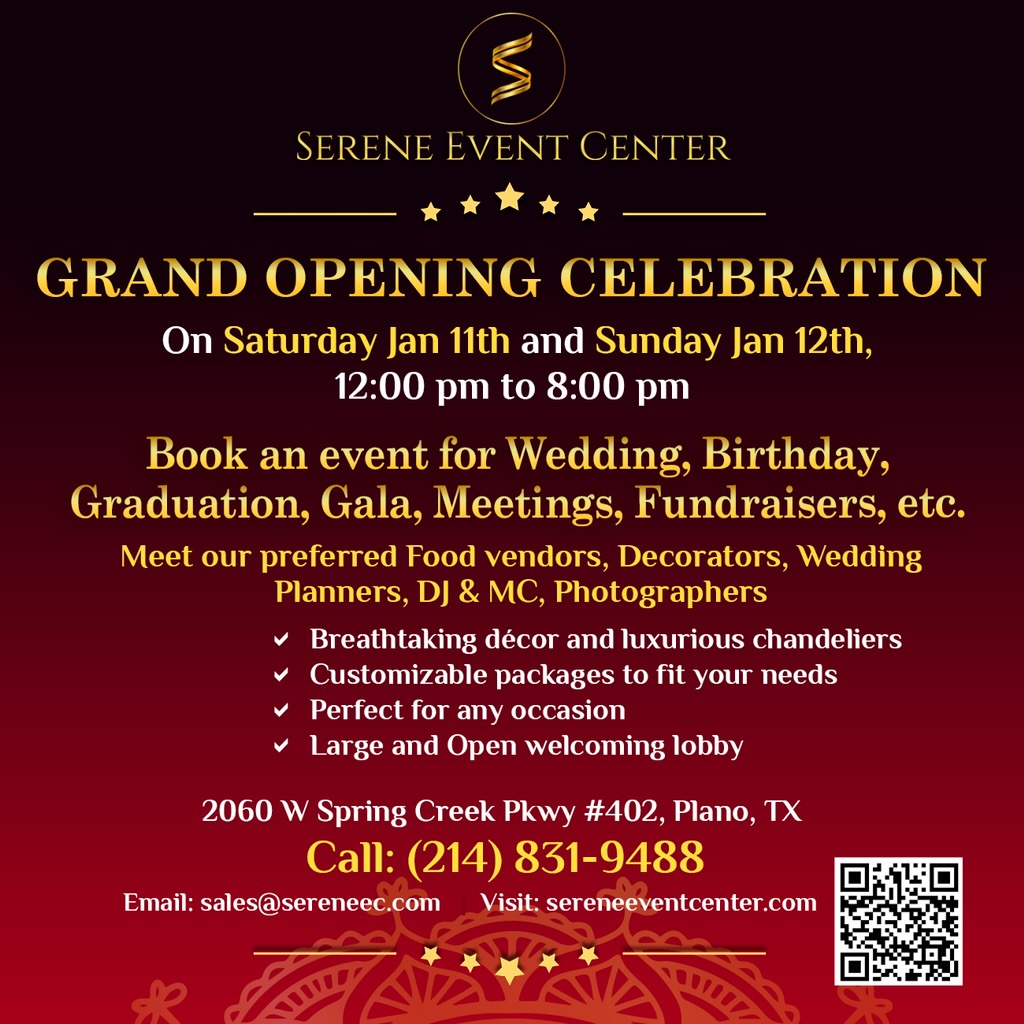 SERENE EVENT CENTER
GRAND OPENING CELEBRATION
On Saturday Jan 11th and Sunday Jan 12th,
12:00 pm to 8:00 pm
Book an event for Wedding, Birthday,
Graduation, Gala, Meetings, Fundraisers, etc.
Meet our preferred Food vendors, Decorators, Wedding
Planners, DJ & MC, Photographers
Breathtaking décor and luxurious chandeliers
Customizable packages to fit your needs
Perfect for any occasion
Large and Open welcoming lobby
2060 W Spring Creek Pkwy #402, Plano, TX
Call: (214) 831-9488
Email: sales@sereneec.com Visit: sereneeventcenter.com